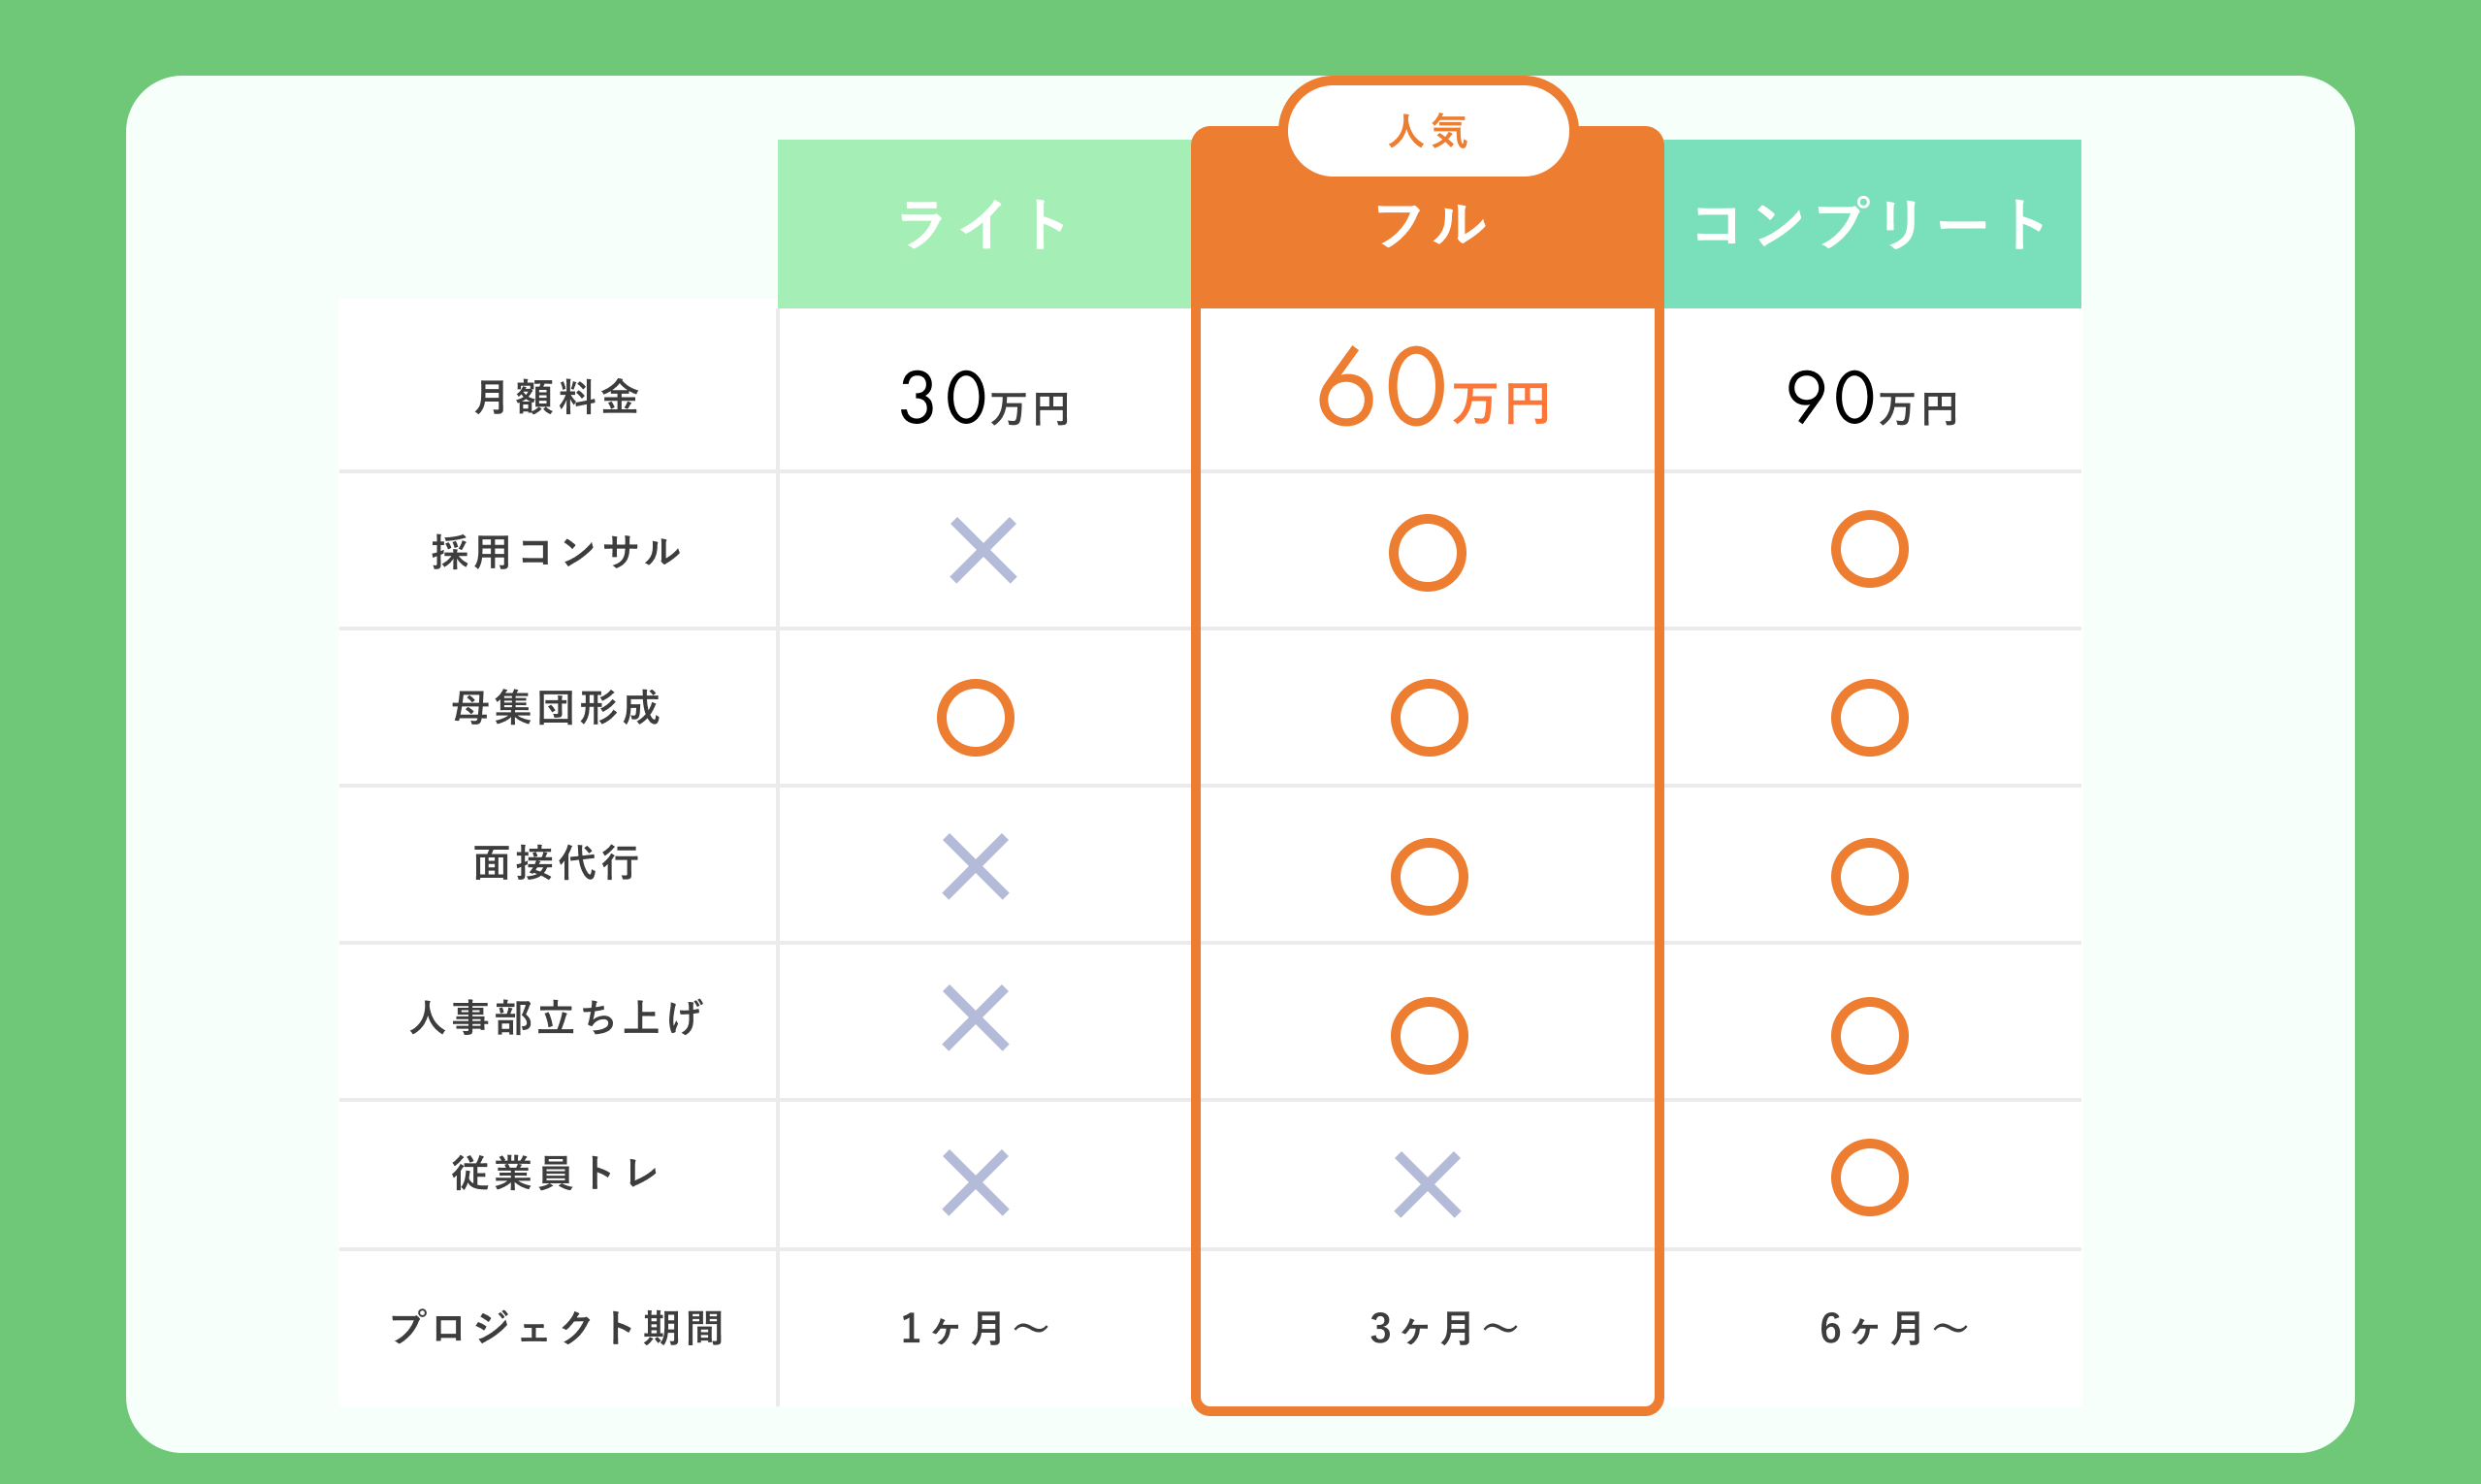 人気
ライト フル コンプリート
月額料金 30万円 60万円 90万円
採用コンサル
母集団形成
面接代行
人事部立ち上げ
従業員トレ
プロジェクト期間 1ヶ月〜 3ヶ月〜 6ヶ月〜